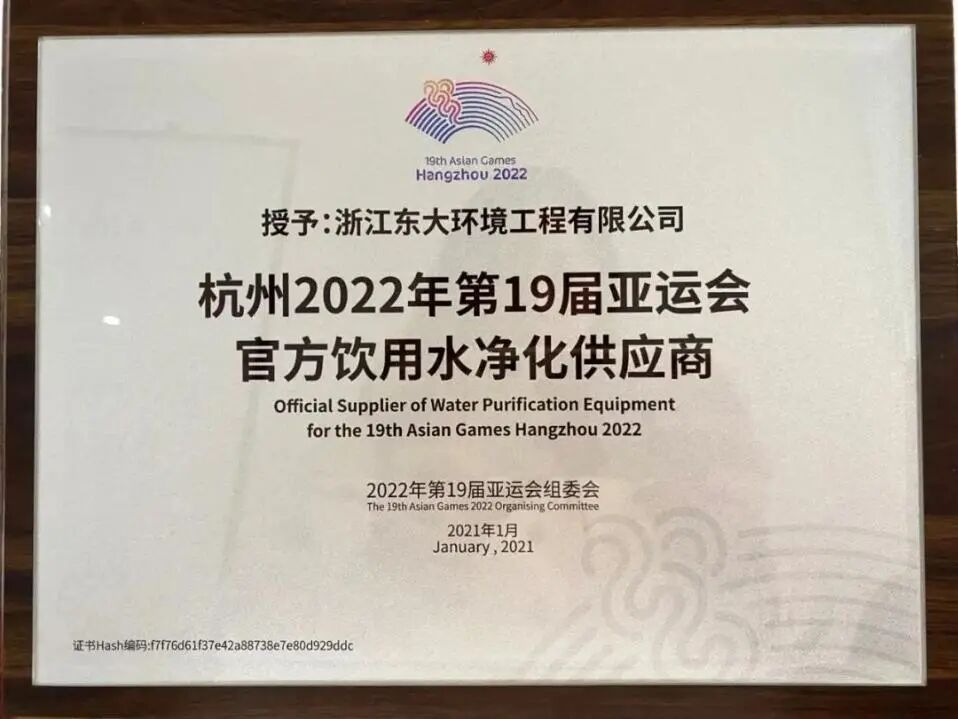 19th Asian Games
Hangzhou 2022
授予:浙江东大环境工程有限公司
杭州2022年第19届亚运会
官方饮用水净化供应商
Official Supplier of Water Purification Equipment
for the 19th Asian Games Hangzhou 2022
2022年第19届亚运会组委会
The 19th Asian Games 2022 Organising Committee
2021年1月
January , 2021
证书Hash编码:f7f76d61f37e42a88738e7e80d929ddc